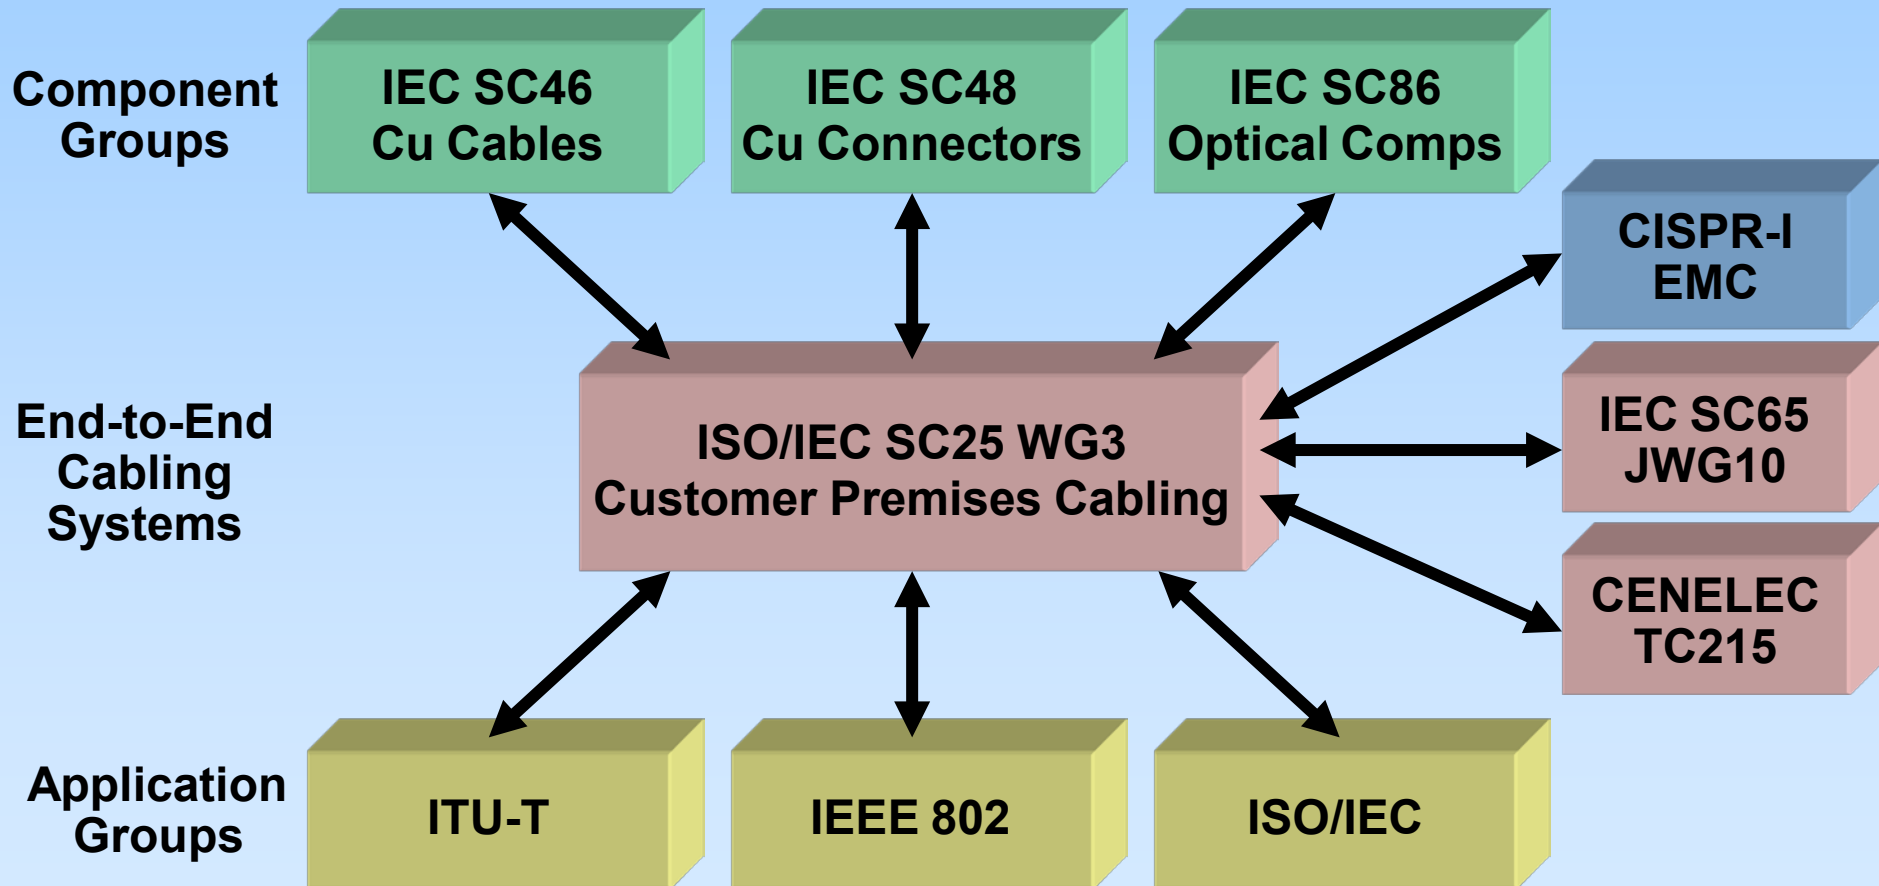 Component
Groups
IEC SC46
Cu Cables
IEC SC48
Cu Connectors
IEC SC86
Optical Comps
CISPR-I
EMC
End-to-End
Cabling
Systems
ISO/IEC SC25 WG3
Customer Premises Cabling
IEC SC65
JWG10
CENELEC
TC215
Application
Groups
ITU-T
IEEE 802
ISO/IEC